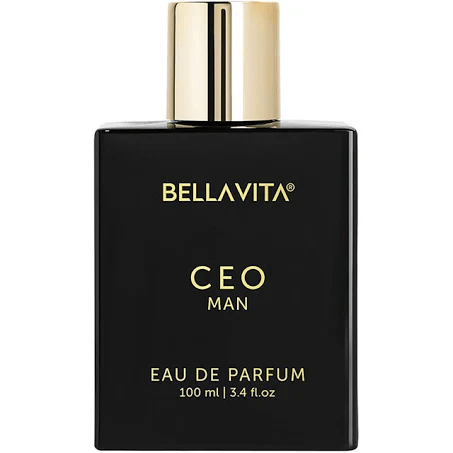 BELLAVITA®
CEO
MAN
EAU DE PARFUM
100 ml | 3.4 fl.oz